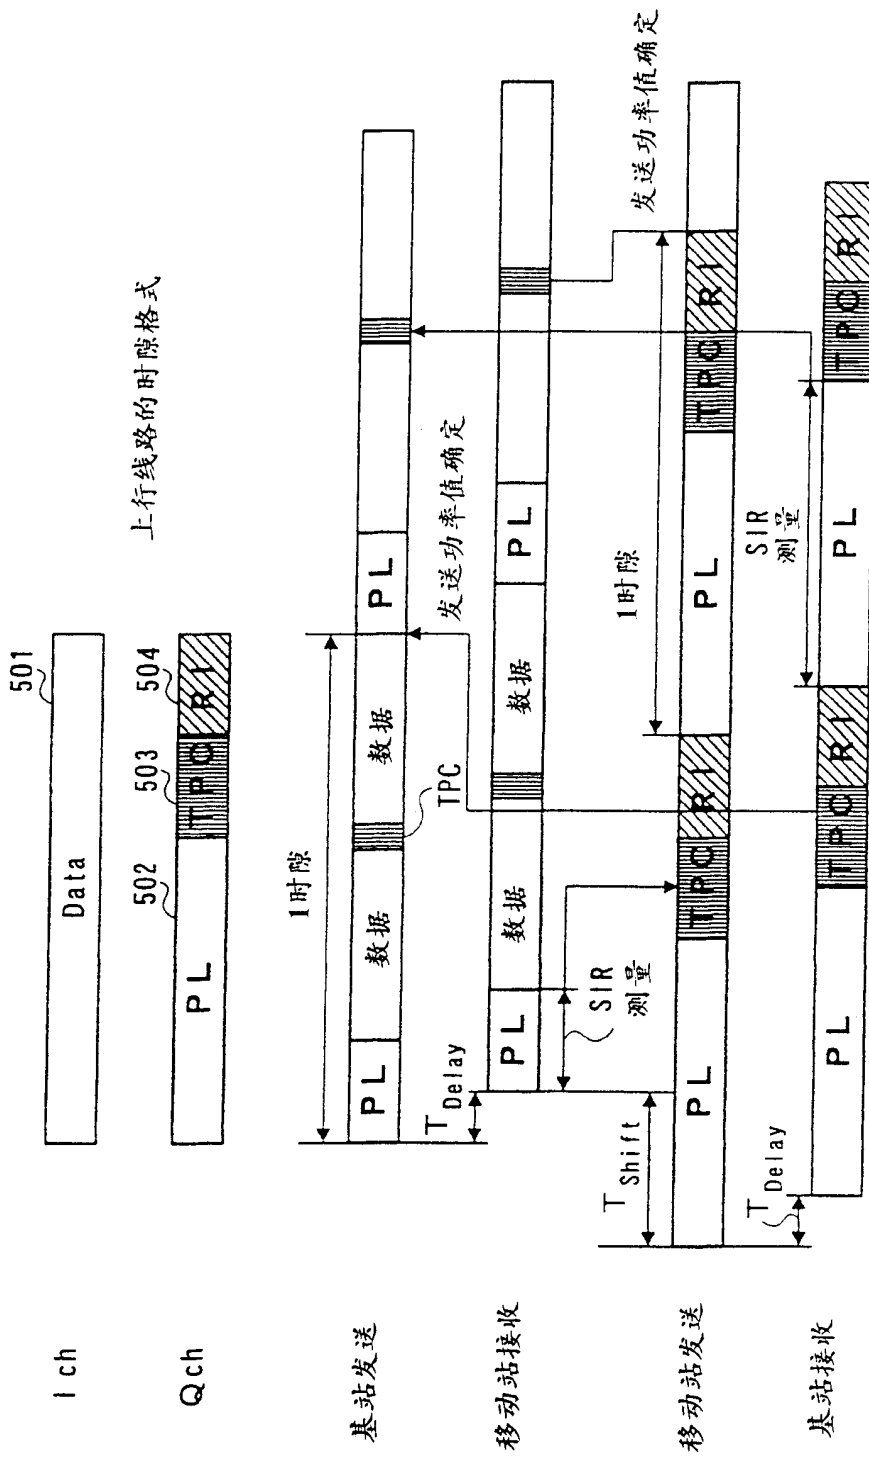 I ch
Data
501
Q ch
PL
TPC
RI
502
503
504
上行线路的时隙格式
1时隙
基站发送
PL
数据
数据
PL
TPC
发送功率值确定
T Delay
移动站接收
PL
数据
数据
PL
SIR
测量
发送功率值确定
T Shift
1时隙
移动站发送
PL
TPC
RI
PL
TPC
RI
T Delay
SIR
测量
基站接收
PL
TPC
RI
PL
TPC
RI